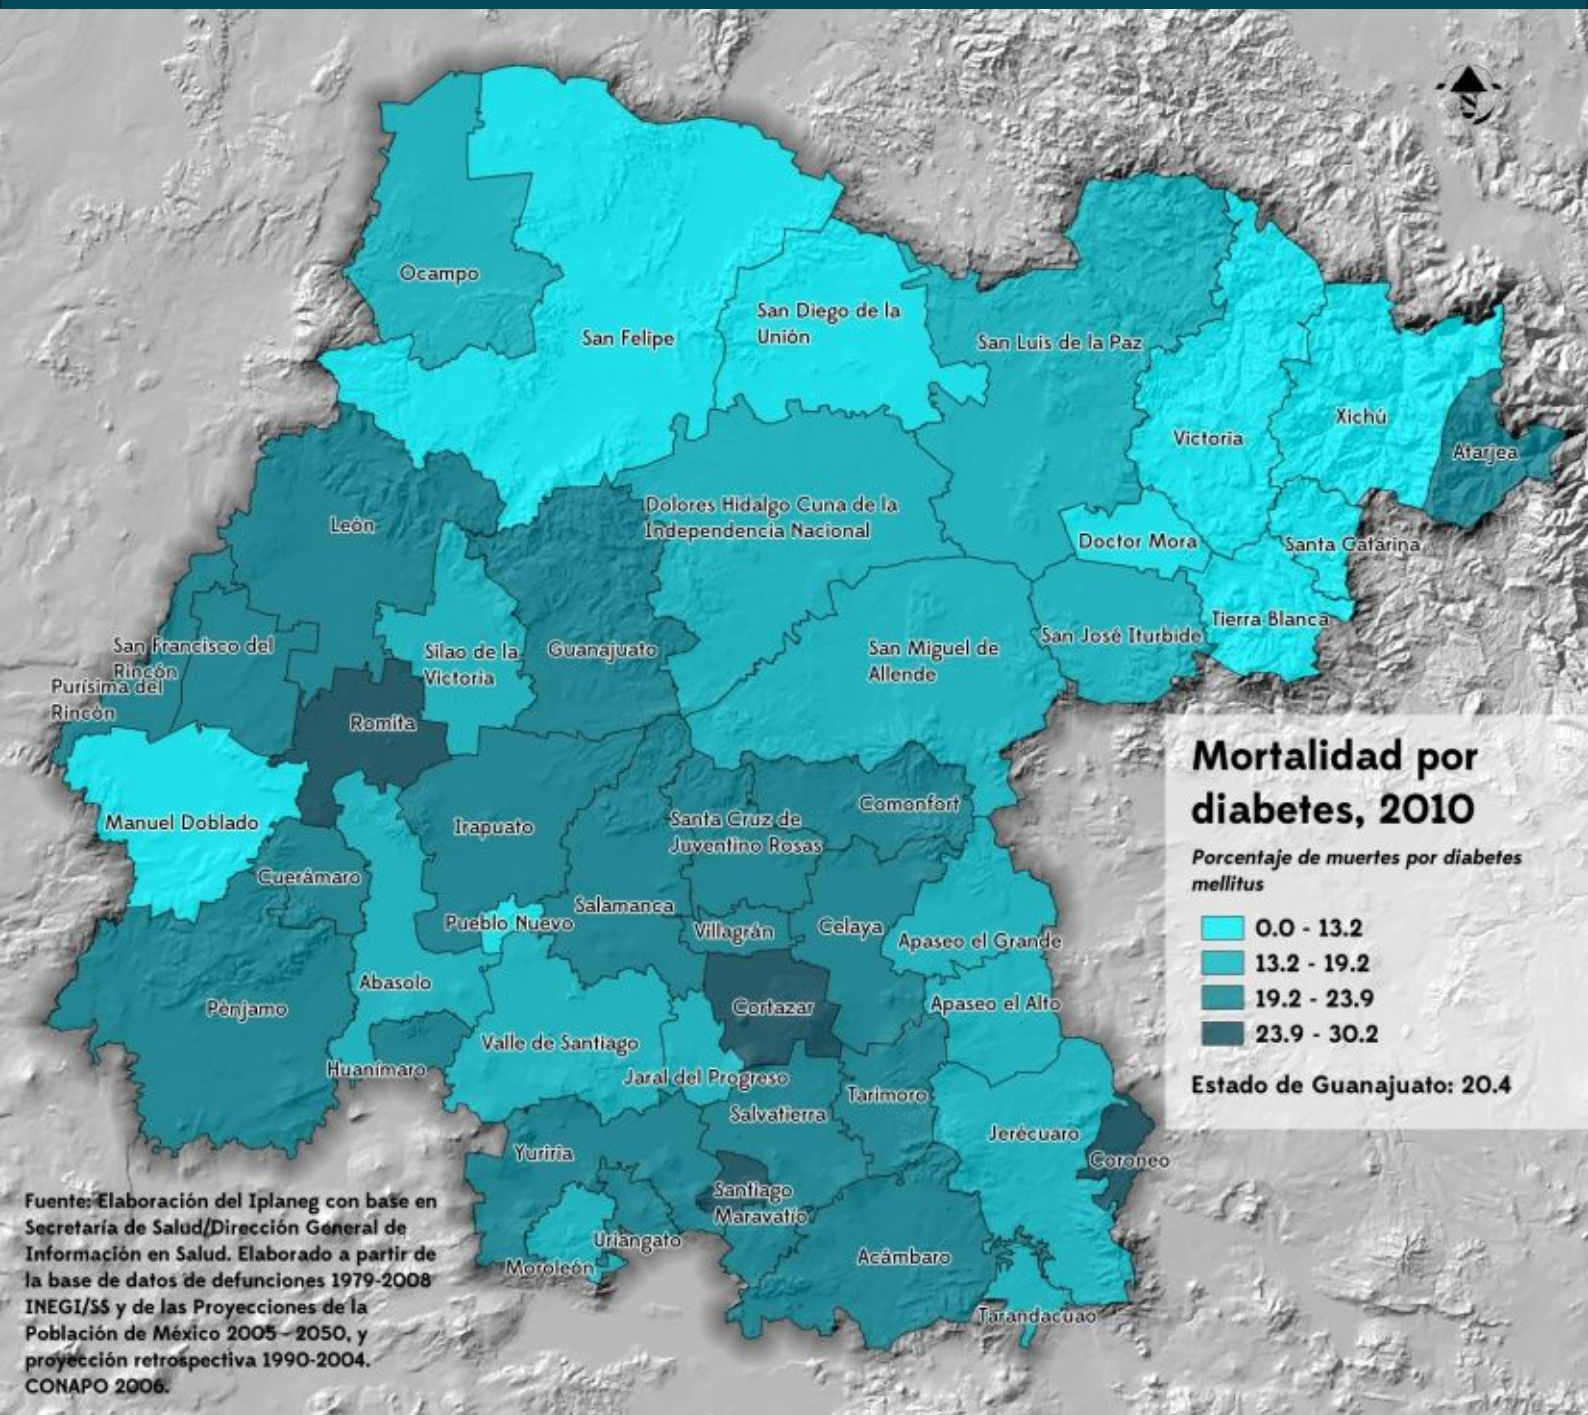 Ocampo
San Felipe
San Diego de la
Unión
San Luis de la Paz
Victoria
Xichú
Atarjea
León
Dolores Hidalgo Cuna de la
Independencia Nacional
Doctor Mora
Santa Catarina
Tierra Blanca
San Francisco del
Rincón
Purísima del
Rincón
Silao de la
Victoria
Guanajuato
San Miguel de
Allende
San José Iturbide
Romita
Manuel Doblado
Irapuato
Santa Cruz de
Juventino Rosas
Comonfort
Cuerámaro
Pueblo Nuevo
Salamanca
Villagrán
Celaya
Apaseo el Grande
Abasolo
Pénjamo
Cortazar
Apaseo el Alto
Valle de Santiago
Huanímaro
Jaral del Progreso
Tarimoro
Salvatierra
Jerécuaro
Coroneo
Yuriria
Santiago
Maravatío
Uriangato
Moroleón
Acámbaro
Tarandacuao
Mortalidad por
diabetes, 2010
Porcentaje de muertes por diabetes
mellitus
0.0 - 13.2
13.2 - 19.2
19.2 - 23.9
23.9 - 30.2
Estado de Guanajuato: 20.4
Fuente: Elaboración del Iplaneg con base en
Secretaría de Salud/Dirección General de
Información en Salud. Elaborado a partir de
la base de datos de defunciones 1979-2008
INEGI/SS y de las Proyecciones de la
Población de México 2005 - 2050, y
proyección retrospectiva 1990-2004.
CONAPO 2006.